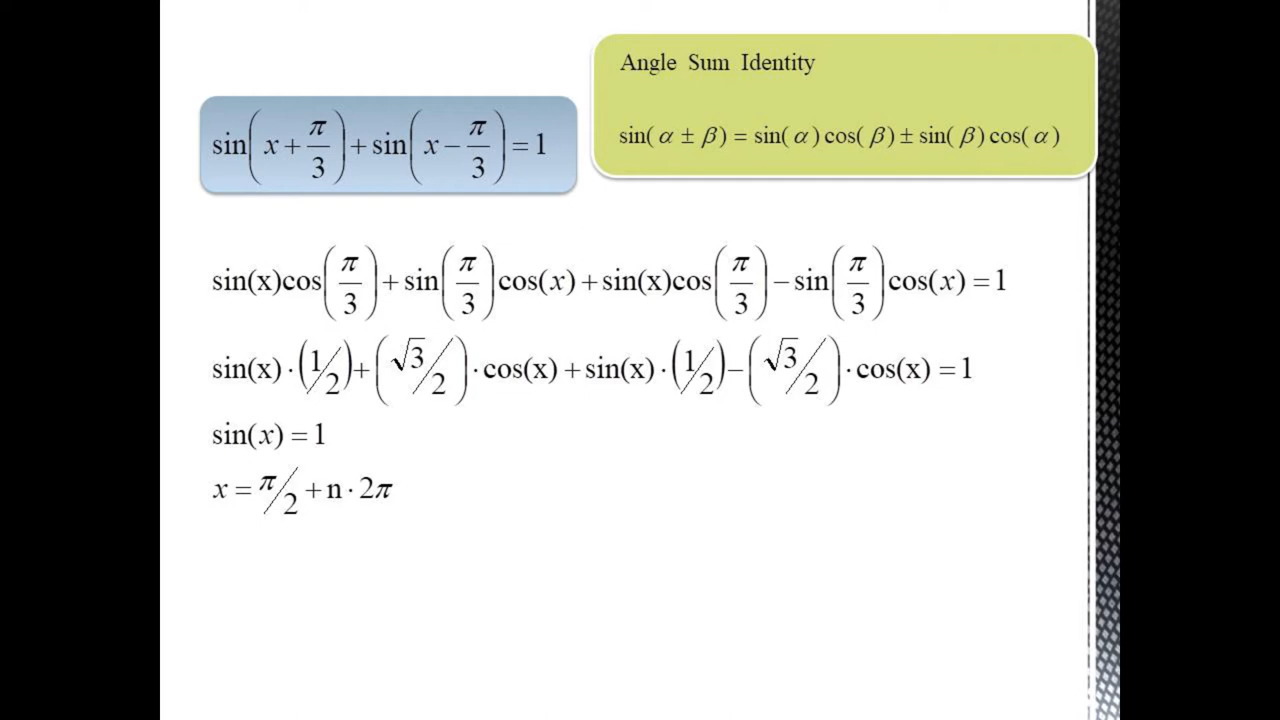 Angle Sum Identity
sin( α ± β ) = sin( α ) cos( β ) ± sin( β ) cos( α )
sin(x + π/3) + sin(x − π/3) = 1
sin(x)cos(π/3) + sin(π/3) cos(x) + sin(x)cos(π/3) − sin(π/3) cos(x) = 1
sin(x) · (1/2) + (√3/2) · cos(x) + sin(x) · (1/2) − (√3/2) · cos(x) = 1
sin(x) = 1
x = π/2 + n · 2π